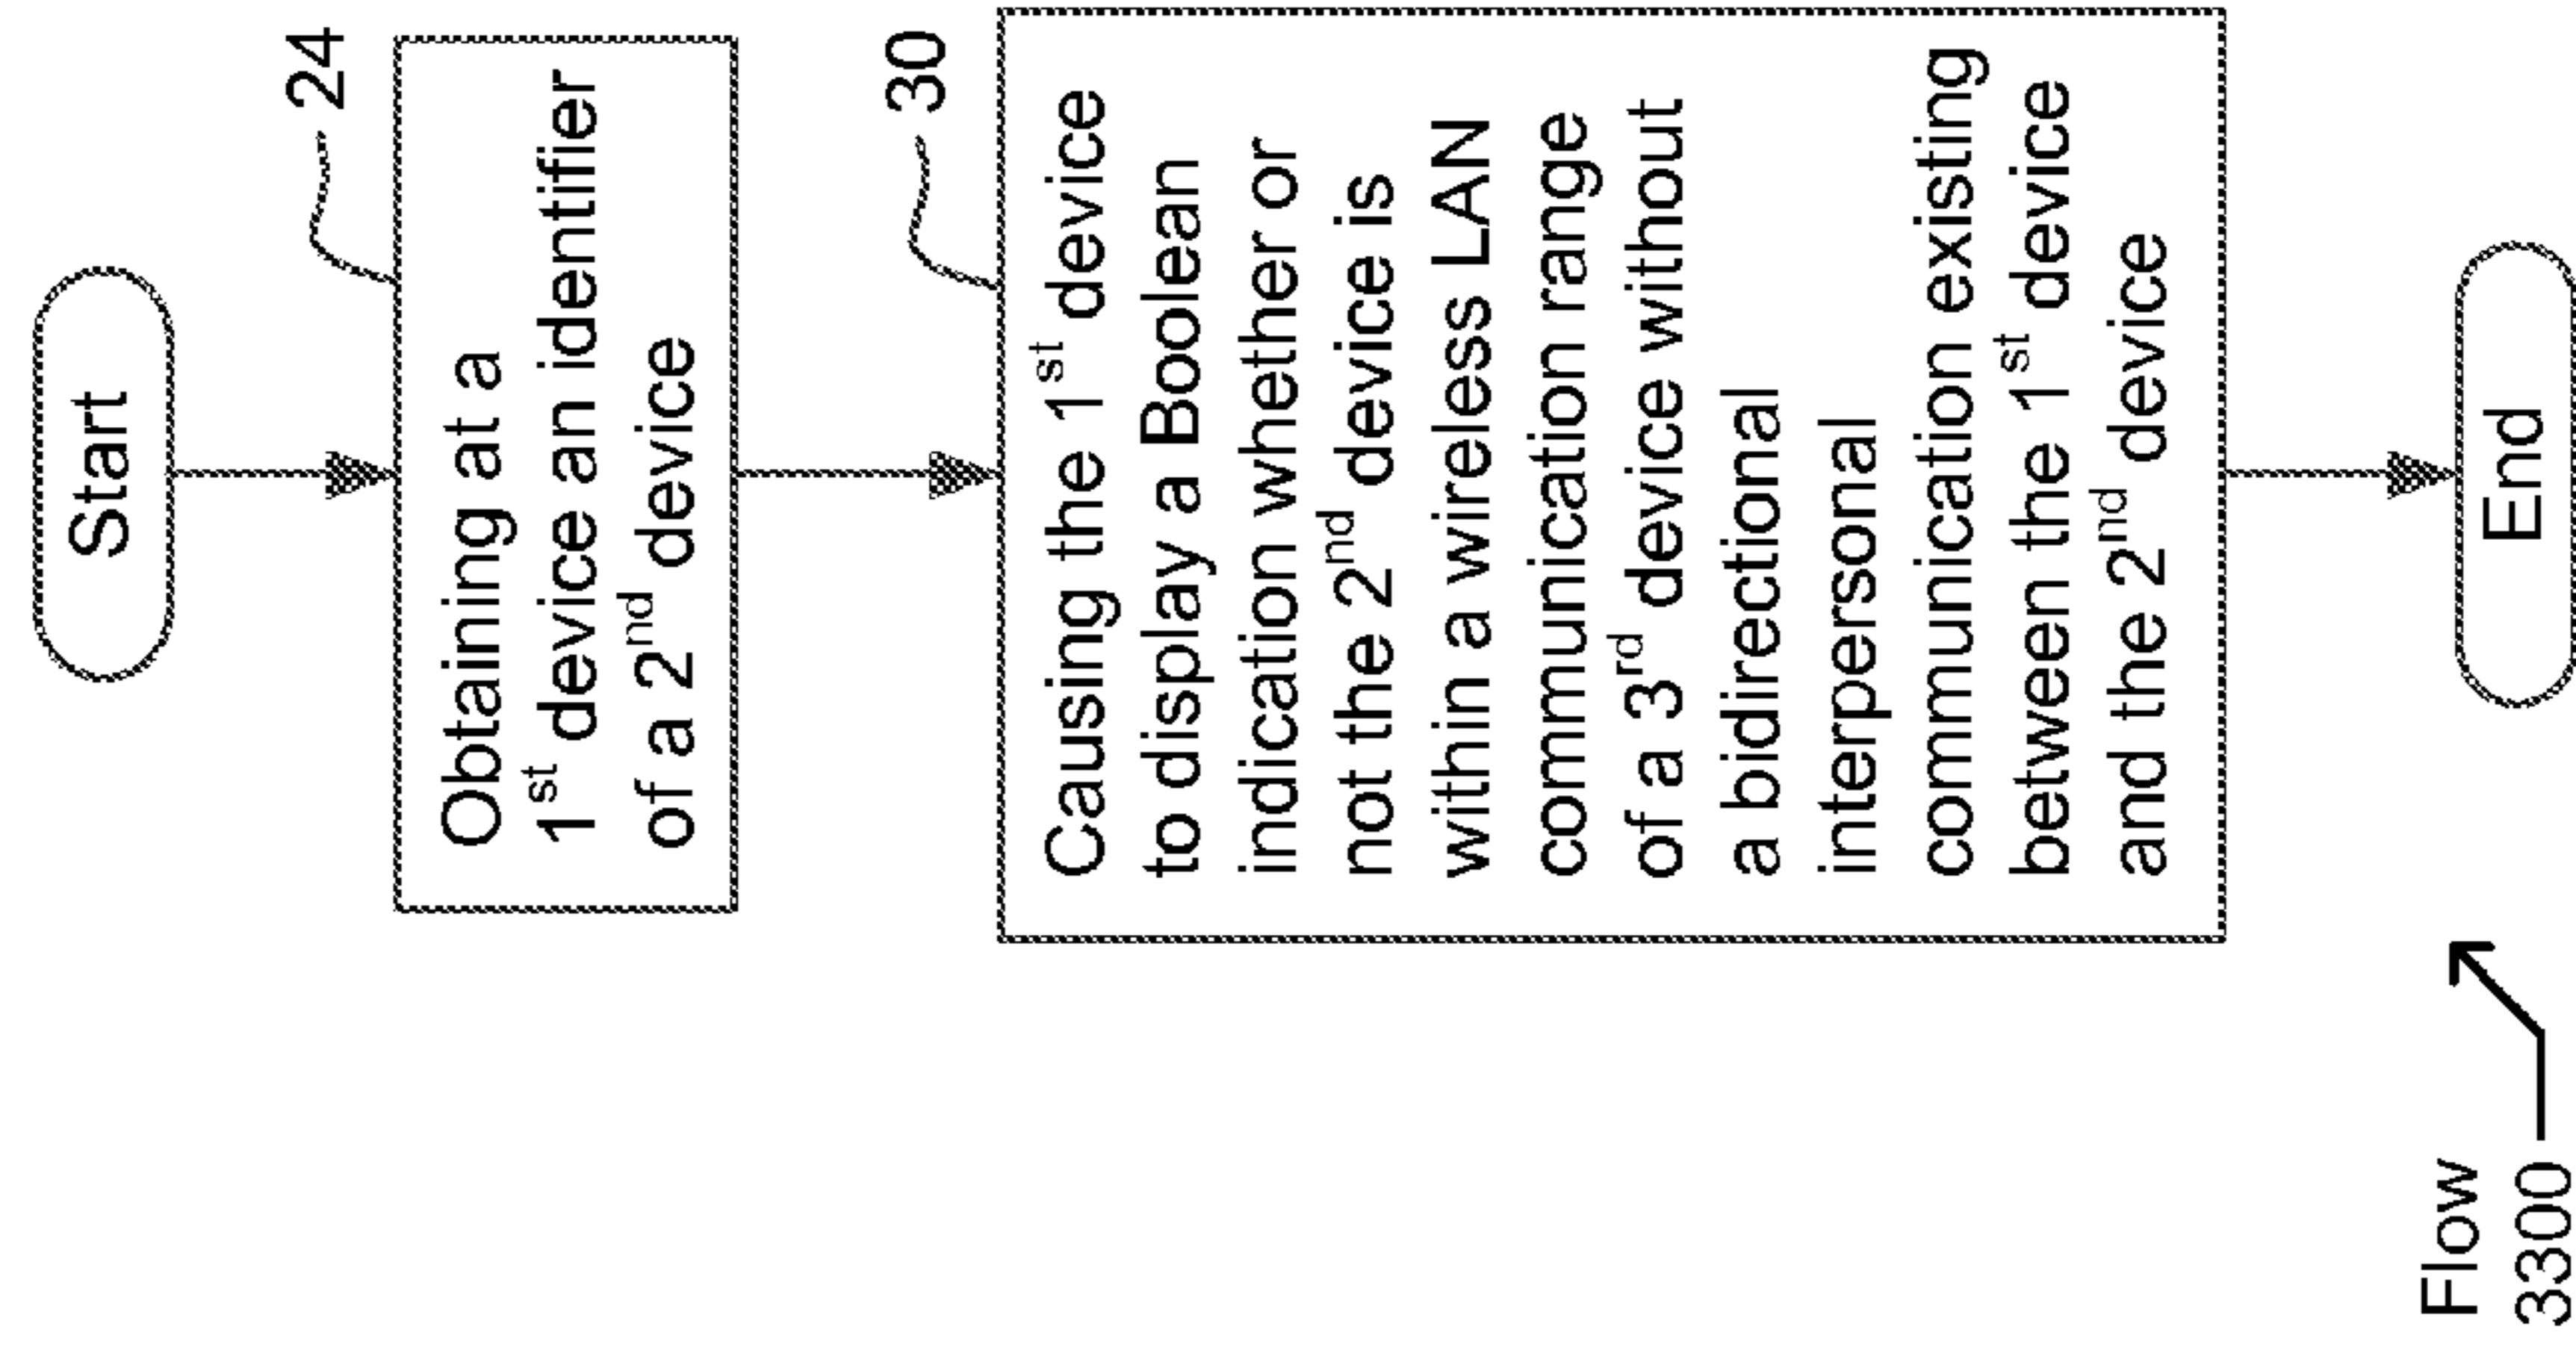 Start
24
Obtaining at a
1st device an identifier
of a 2nd device
30
Causing the 1st device
to display a Boolean
indication whether or
not the 2nd device is
within a wireless LAN
communication range
of a 3rd device without
a bidirectional
interpersonal
communication existing
between the 1st device
and the 2nd device
End
Flow
3300